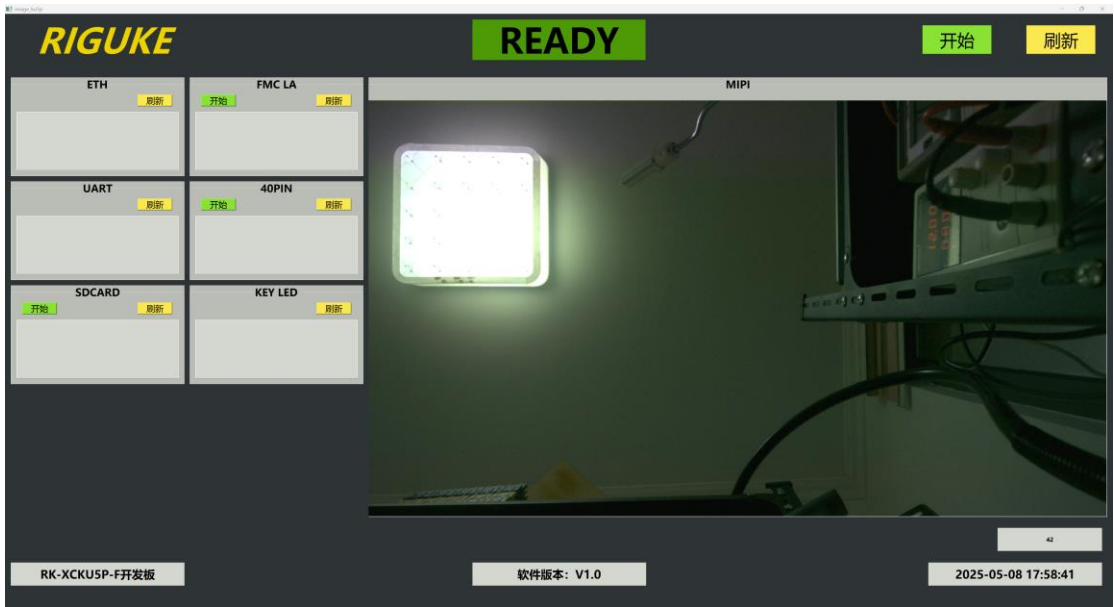 image_ku5p
RIGUKE
READY
开始
刷新
ETH
刷新
FMC LA
开始
刷新
MIPI
UART
刷新
40PIN
开始
刷新
SDCARD
开始
刷新
KEY LED
刷新
42
RK-XCKU5P-F开发板
软件版本：V1.0
2025-05-08 17:58:41